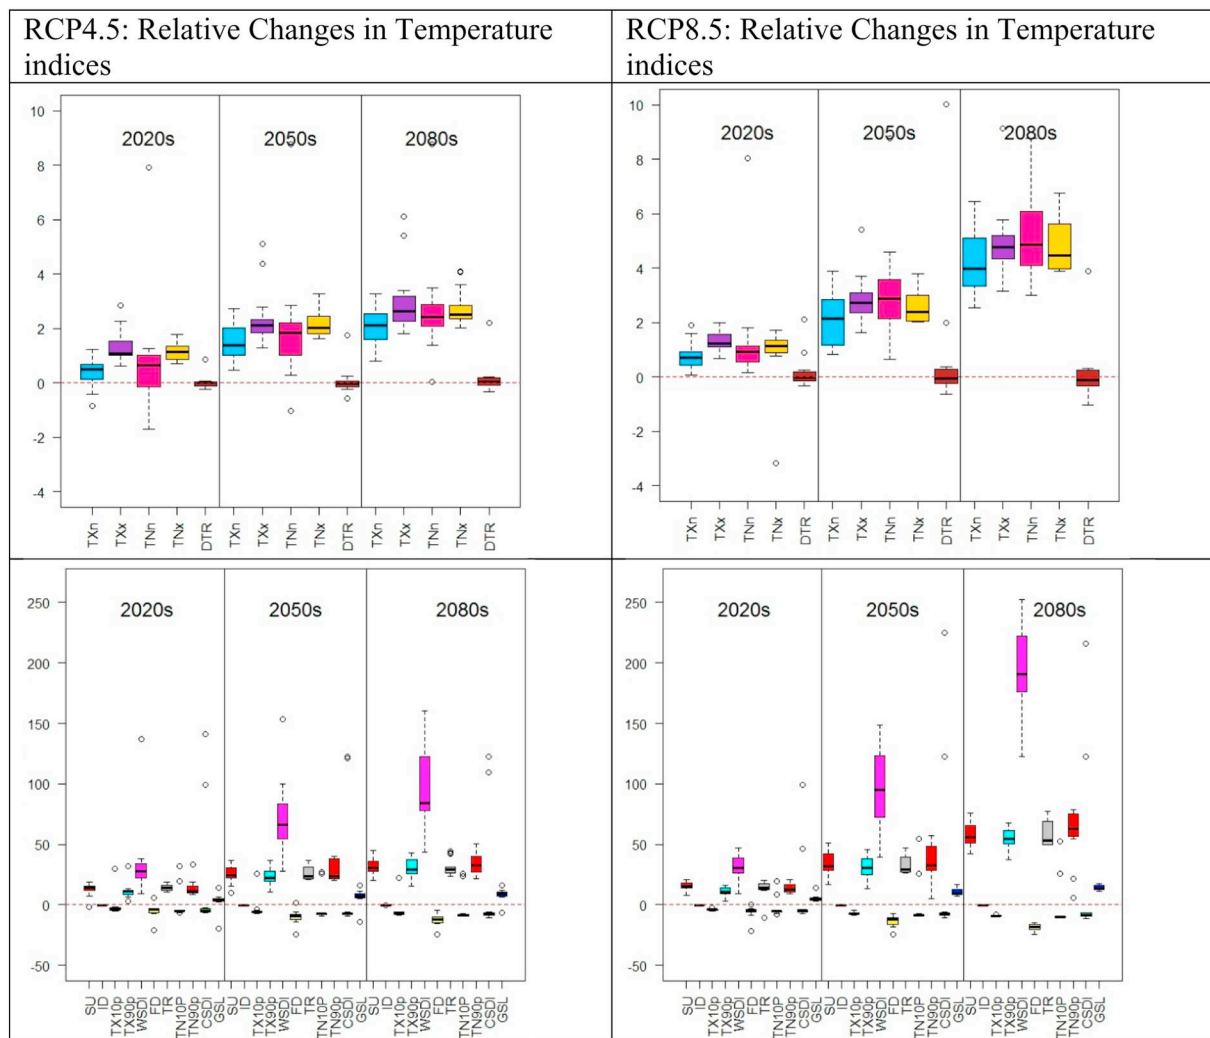 RCP4.5: Relative Changes in Temperature
indices
RCP8.5: Relative Changes in Temperature
indices
10
8
6
4
2
0
-2
-4
2020s
2050s
2080s
TXn
TXx
TNn
TNx
DTR
TXn
TXx
TNn
TNx
DTR
TXn
TXx
TNn
TNx
DTR
10
8
6
4
2
0
-2
-4
2020s
2050s
2080s
TXn
TXx
TNn
TNx
DTR
TXn
TXx
TNn
TNx
DTR
TXn
TXx
TNn
TNx
DTR
250
200
150
100
50
0
-50
2020s
2050s
2080s
SU
ID
TX10p
TX90p
WSDI
FD
TR
TN10P
TN90p
CSDI
GSL
SU
ID
TX10p
TX90p
WSDI
FD
TR
TN10P
TN90p
CSDI
GSL
SU
ID
TX10p
TX90p
WSDI
FD
TR
TN10P
TN90p
CSDI
GSL
250
200
150
100
50
0
-50
2020s
2050s
2080s
SU
ID
TX10p
TX90p
WSDI
FD
TR
TN10P
TN90p
CSDI
GSL
SU
ID
TX10p
TX90p
WSDI
FD
TR
TN10P
TN90p
CSDI
GSL
SU
ID
TX10p
TX90p
WSDI
FD
TR
TN10P
TN90p
CSDI
GSL